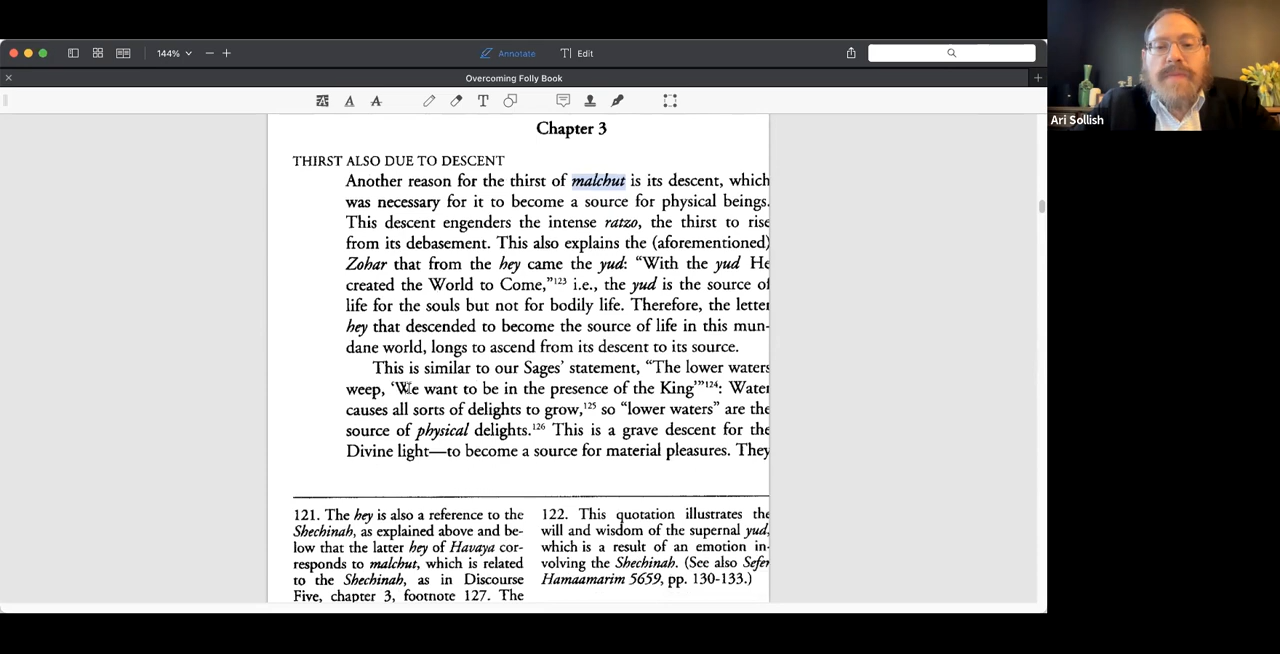 144%
Annotate
Edit
Overcoming Folly Book
Ari Sollish
Chapter 3
THIRST ALSO DUE TO DESCENT
Another reason for the thirst of malchut is its descent, which
was necessary for it to become a source for physical beings.
This descent engenders the intense ratzo, the thirst to rise
from its debasement. This also explains the (aforementioned)
Zohar that from the hey came the yud: “With the yud He
created the World to Come,”123 i.e., the yud is the source of
life for the souls but not for bodily life. Therefore, the letter
hey that descended to become the source of life in this mun-
dane world, longs to ascend from its descent to its source.
This is similar to our Sages’ statement, “The lower waters
weep, ‘We want to be in the presence of the King’”124: Water
causes all sorts of delights to grow,125 so “lower waters” are the
source of physical delights.126 This is a grave descent for the
Divine light—to become a source for material pleasures. They
121. The hey is also a reference to the
Shechinah, as explained above and be-
low that the latter hey of Havaya cor-
responds to malchut, which is related
to the Shechinah, as in Discourse
Five, chapter 3, footnote 127. The
122. This quotation illustrates the
will and wisdom of the supernal yud,
which is a result of an emotion in-
volving the Shechinah. (See also Sefer
Hamaamarim 5659, pp. 130-133.)